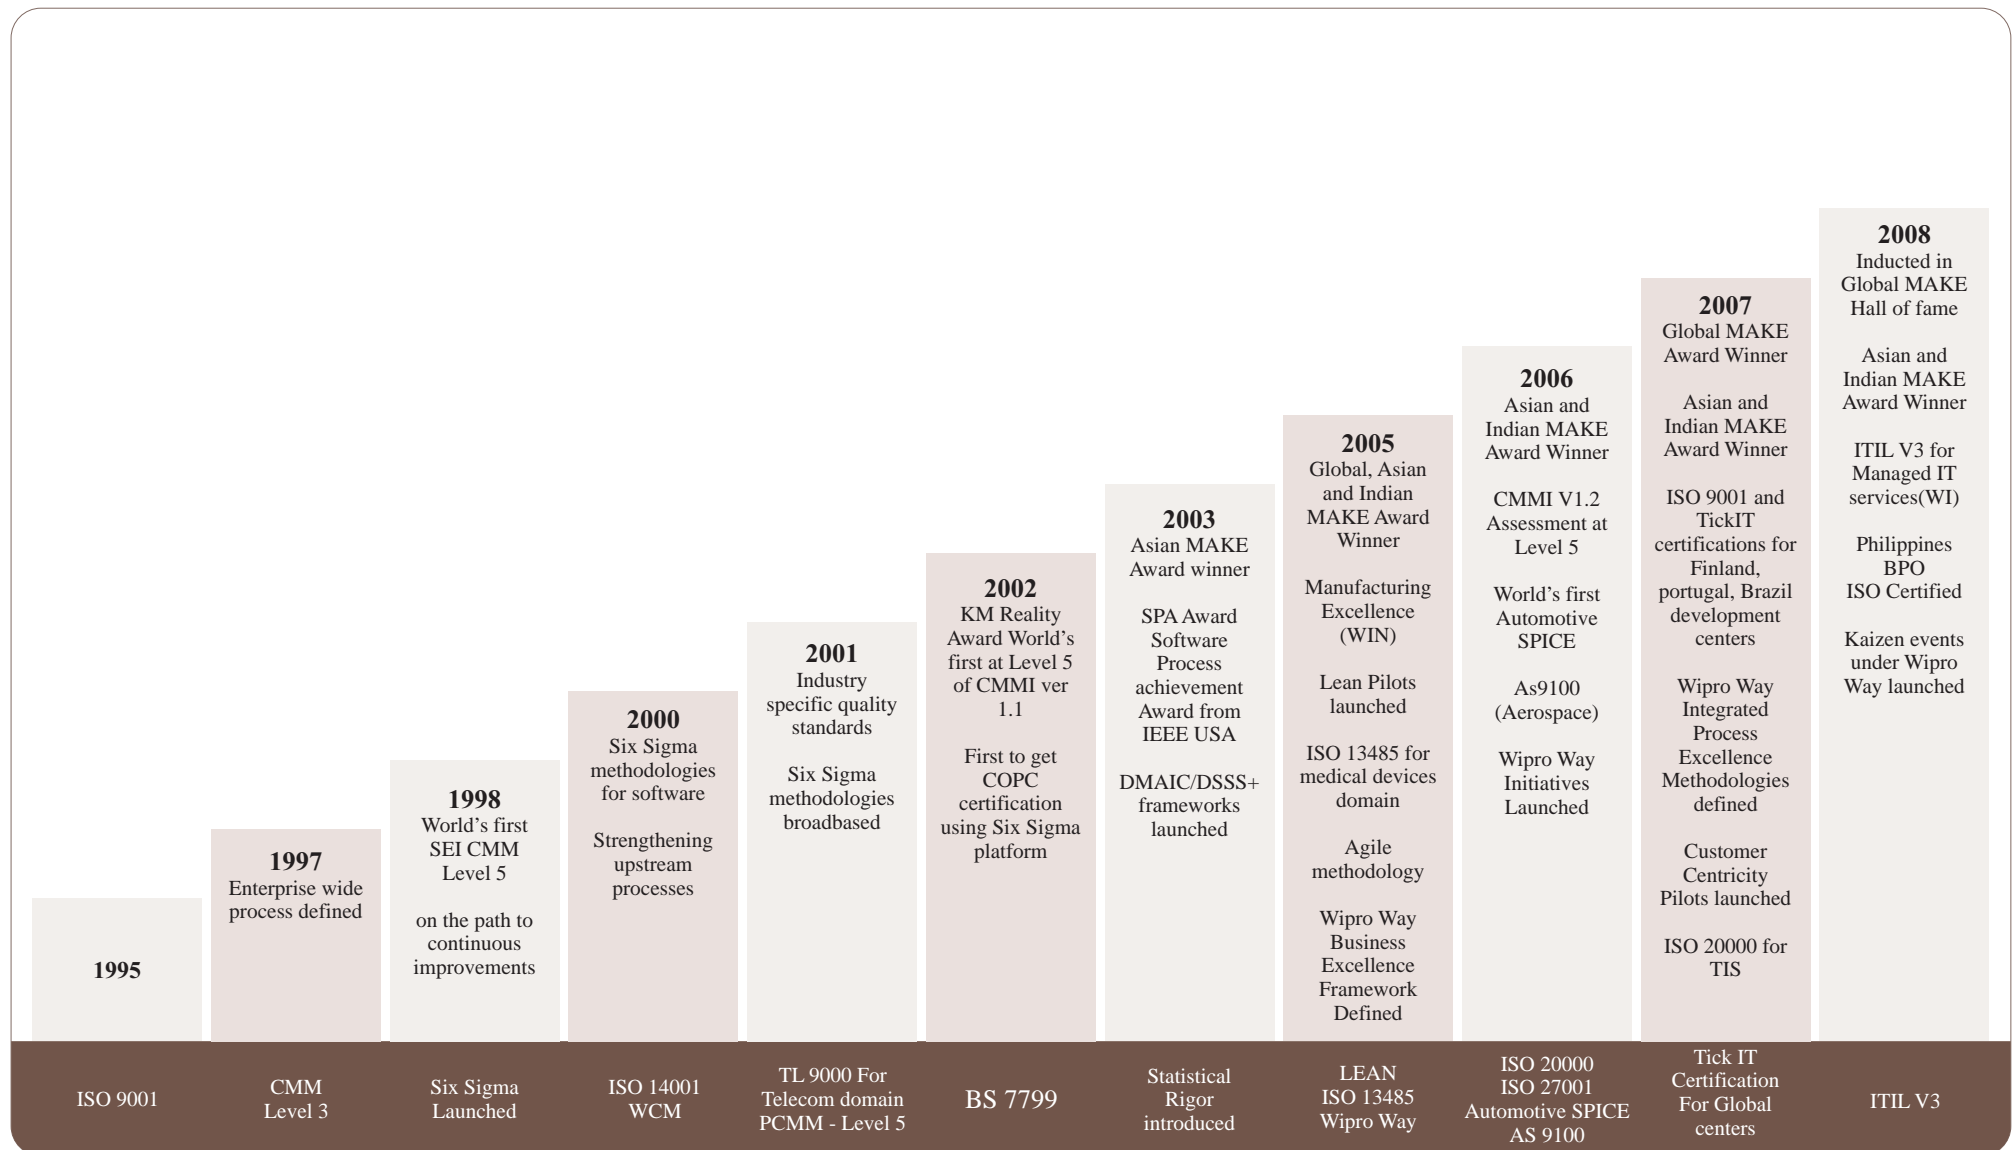 1995
ISO 9001
1997
Enterprise wide
process defined
CMM
Level 3
1998
World’s first
SEI CMM
Level 5
on the path to
continuous
improvements
Six Sigma
Launched
2000
Six Sigma
methodologies
for software
Strengthening
upstream
processes
ISO 14001
WCM
2001
Industry
specific quality
standards
Six Sigma
methodologies
broadbased
TL 9000 For
Telecom domain
PCMM - Level 5
2002
KM Reality
Award World’s
first at Level 5
of CMMI ver
1.1
First to get
COPC
certification
using Six Sigma
platform
BS 7799
2003
Asian MAKE
Award winner
SPA Award
Software
Process
achievement
Award from
IEEE USA
DMAIC/DSSS+
frameworks
launched
Statistical
Rigor
introduced
2005
Global, Asian
and Indian
MAKE Award
Winner
Manufacturing
Excellence
(WIN)
Lean Pilots
launched
ISO 13485 for
medical devices
domain
Agile
methodology
Wipro Way
Business
Excellence
Framework
Defined
LEAN
ISO 13485
Wipro Way
2006
Asian and
Indian MAKE
Award Winner
CMMI V1.2
Assessment at
Level 5
World’s first
Automotive
SPICE
As9100
(Aerospace)
Wipro Way
Initiatives
Launched
ISO 20000
ISO 27001
Automotive SPICE
AS 9100
2007
Global MAKE
Award Winner
Asian and
Indian MAKE
Award Winner
ISO 9001 and
TickIT
certifications for
Finland,
portugal, Brazil
development
centers
Wipro Way
Integrated
Process
Excellence
Methodologies
defined
Customer
Centricity
Pilots launched
ISO 20000 for
TIS
Tick IT
Certification
For Global
centers
2008
Inducted in
Global MAKE
Hall of fame
Asian and
Indian MAKE
Award Winner
ITIL V3 for
Managed IT
services(WI)
Philippines
BPO
ISO Certified
Kaizen events
under Wipro
Way launched
ITIL V3